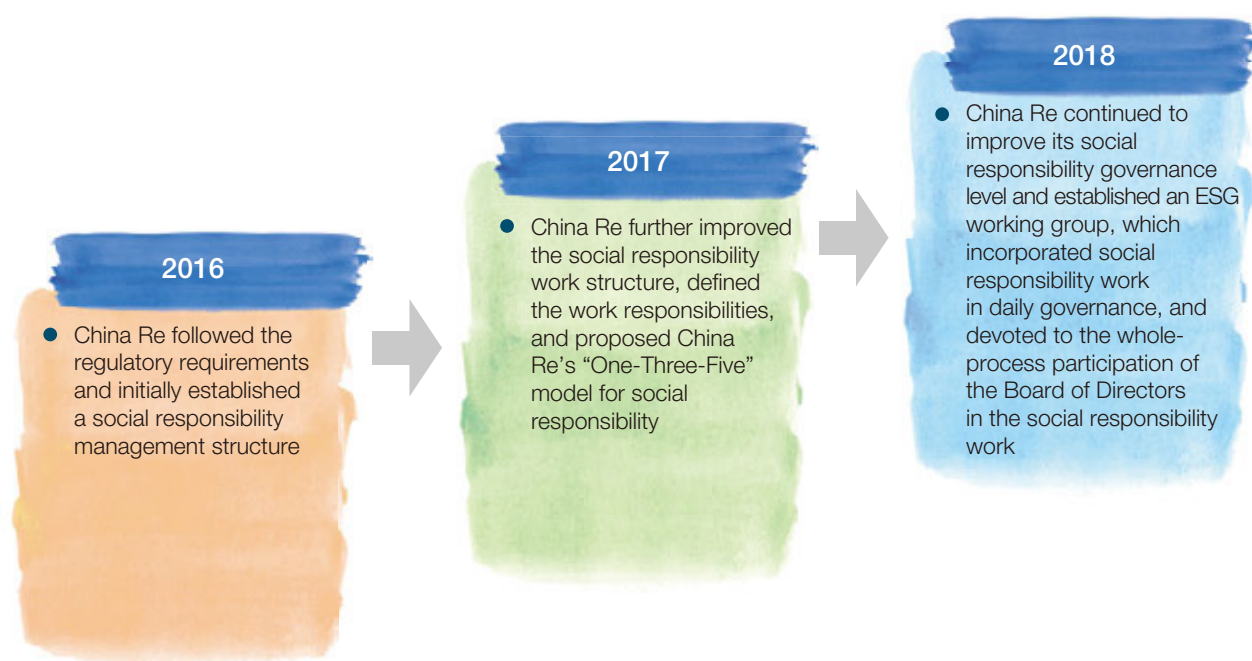 2016
● China Re followed the
regulatory requirements
and initially established
a social responsibility
management structure
2017
● China Re further improved
the social responsibility
work structure, defined
the work responsibilities,
and proposed China
Re’s “One-Three-Five”
model for social
responsibility
2018
● China Re continued to
improve its social
responsibility governance
level and established an ESG
working group, which
incorporated social
responsibility work
in daily governance, and
devoted to the whole-
process participation of
the Board of Directors
in the social responsibility
work